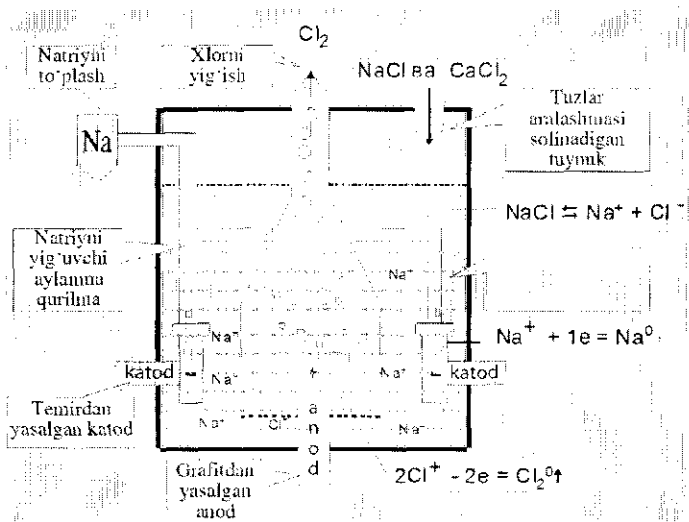 Cl₂
Natriyni
to'plash
Xlorni
yig'ish
NaCl ва CaCl₂
Na
Tuzlar
aralashmasi
solinadigan
tuynuk
NaCl ⇆ Na⁺ + Cl⁻
Natriyni
yig'uvchi
aylanma
qurilma
Na⁺
Na⁺ + 1e = Na⁰
Na⁺
katod
Na⁺
Na⁺
katod
Temirdan
yasalgan katod
Na⁺
anod
Na⁺
Grafitdan
yasalgan
anod
2Cl⁺ - 2e = Cl₂⁰↑